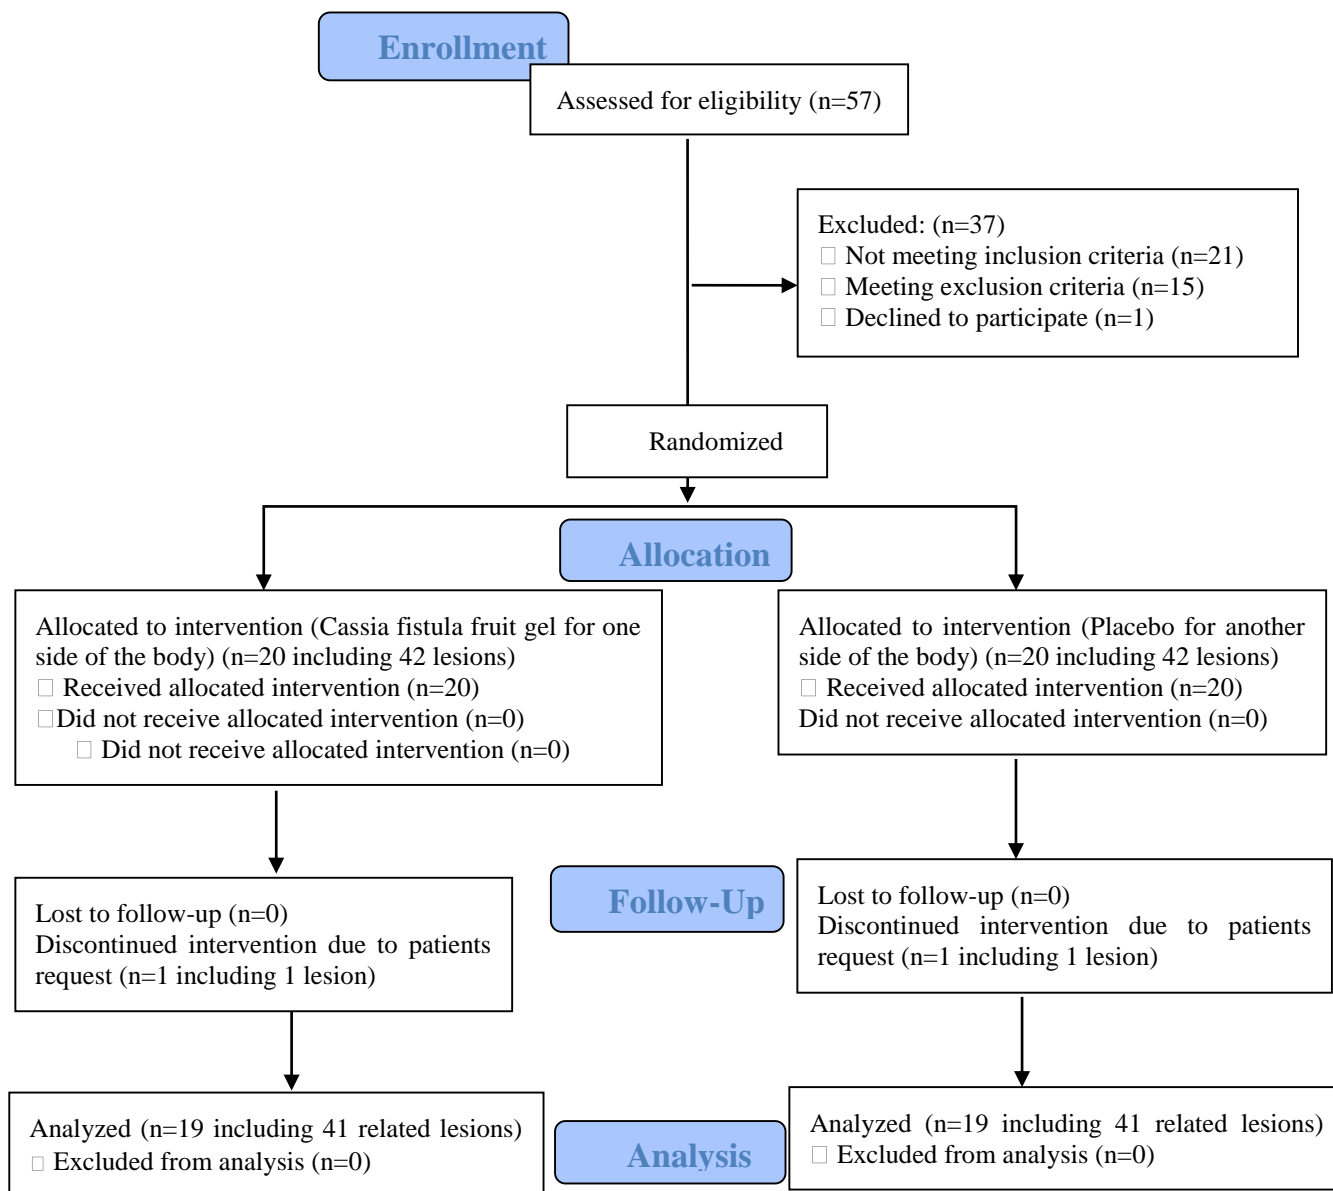 Enrollment
Assessed for eligibility (n=57)
Excluded: (n=37)
□ Not meeting inclusion criteria (n=21)
□ Meeting exclusion criteria (n=15)
□ Declined to participate (n=1)
Randomized
Allocation
Allocated to intervention (Cassia fistula fruit gel for one
side of the body) (n=20 including 42 lesions)
□ Received allocated intervention (n=20)
□Did not receive allocated intervention (n=0)
□ Did not receive allocated intervention (n=0)
Allocated to intervention (Placebo for another
side of the body) (n=20 including 42 lesions)
□ Received allocated intervention (n=20)
Did not receive allocated intervention (n=0)
Follow-Up
Lost to follow-up (n=0)
Discontinued intervention due to patients
request (n=1 including 1 lesion)
Lost to follow-up (n=0)
Discontinued intervention due to patients
request (n=1 including 1 lesion)
Analysis
Analyzed (n=19 including 41 related lesions)
□ Excluded from analysis (n=0)
Analyzed (n=19 including 41 related lesions)
□ Excluded from analysis (n=0)